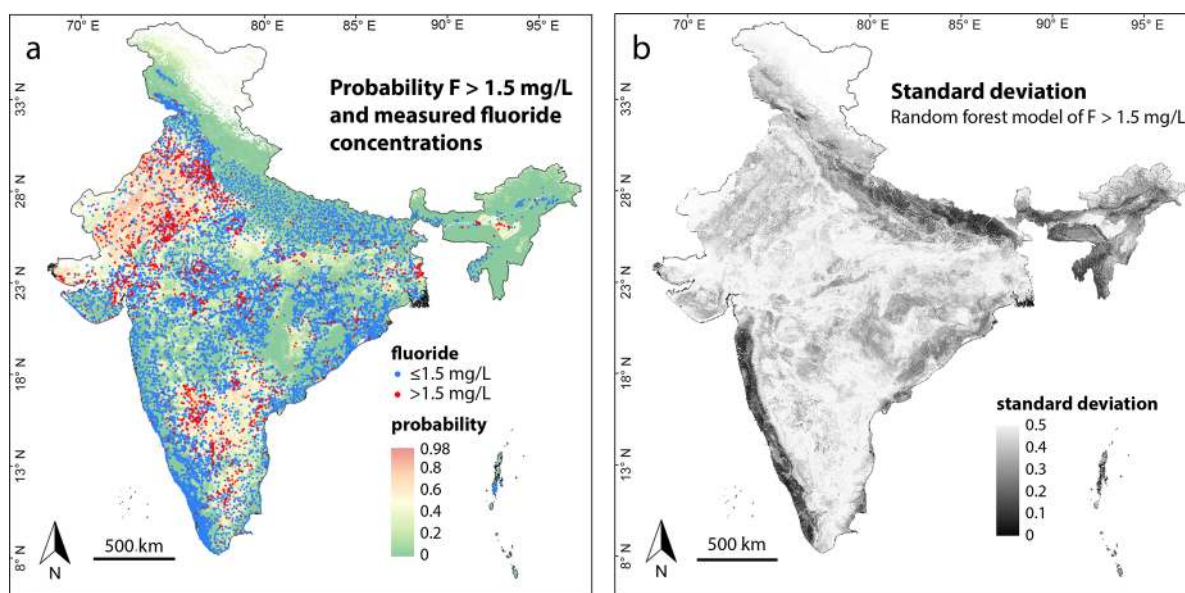 70° E
80° E
85° E
90° E
95° E
a
Probability F > 1.5 mg/L
and measured fluoride
concentrations
33° N
28° N
23° N
18° N
13° N
8° N
fluoride
≤1.5 mg/L
>1.5 mg/L
probability
0.98
0.8
0.6
0.4
0.2
0
N
500 km
70° E
80° E
85° E
90° E
95° E
b
Standard deviation
Random forest model of F > 1.5 mg/L
33° N
28° N
23° N
18° N
13° N
8° N
standard deviation
0.5
0.4
0.3
0.2
0.1
0
N
500 km